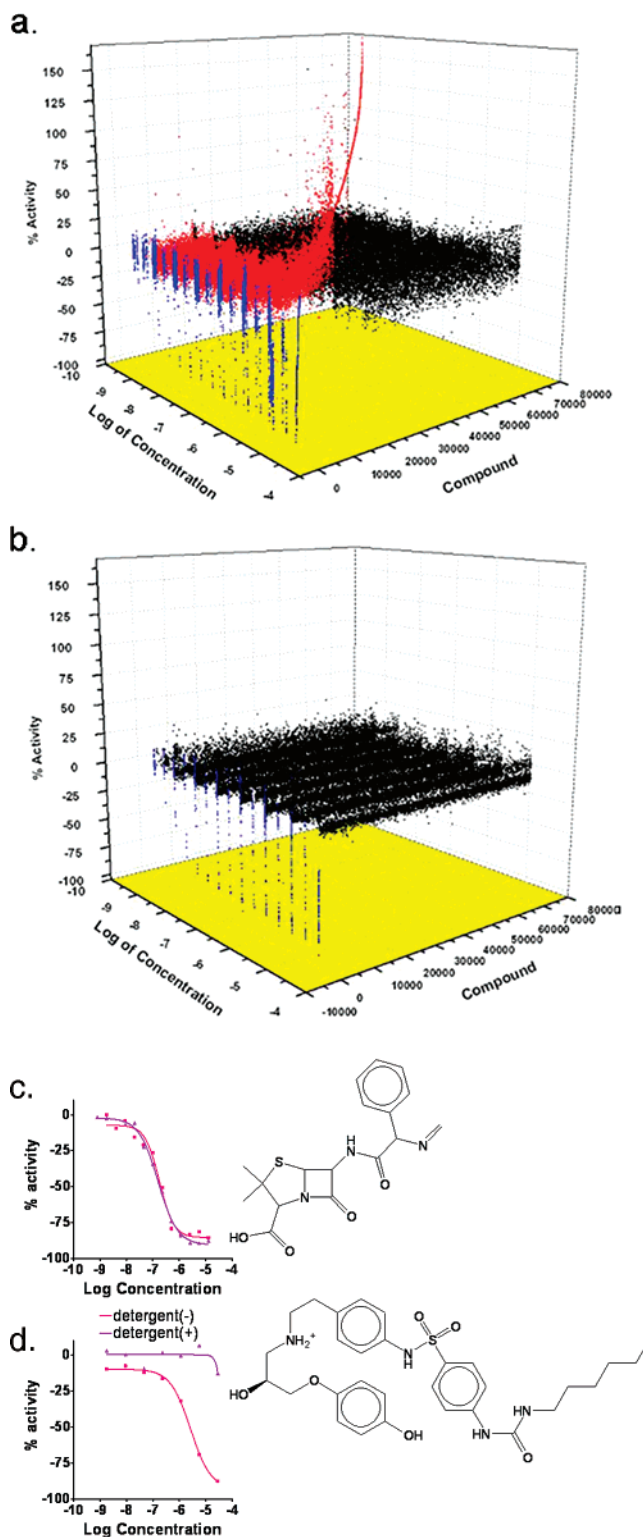 a.
150
125
100
75
50
25
0
-25
-50
-75
-100
% Activity
-10
-9
-8
-7
-6
-5
-4
Log of Concentration
0
10000
20000
30000
40000
50000
60000
70000
80000
Compound
b.
150
125
100
75
50
25
0
-25
-50
-75
-100
% Activity
-10
-9
-8
-7
-6
-5
-4
Log of Concentration
-10000
0
10000
20000
30000
40000
50000
60000
70000
Compound
c.
0
-25
-50
-75
-100
% activity
-10 -9 -8 -7 -6 -5 -4
Log Concentration
S
HN
N
O
N
O
HO
O
d.
detergent(-)
detergent(+)
0
-25
-50
-75
-100
% activity
-10 -9 -8 -7 -6 -5 -4
Log Concentration
NH2+
HO
O
OH
NH
O
S
O
NH
NH
O